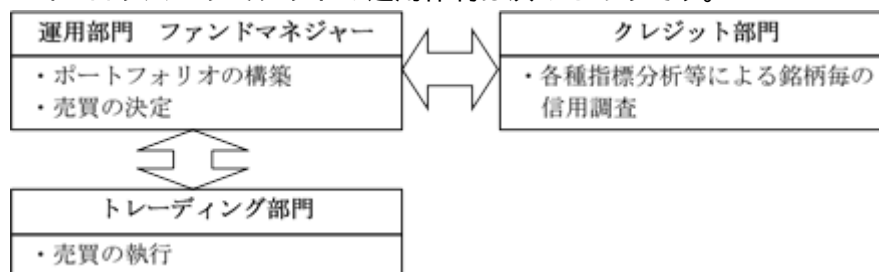 運用部門 ファンドマネジャー
・ポートフォリオの構築
・売買の決定
クレジット部門
・各種指標分析等による銘柄毎の
信用調査
トレーディング部門
・売買の執行